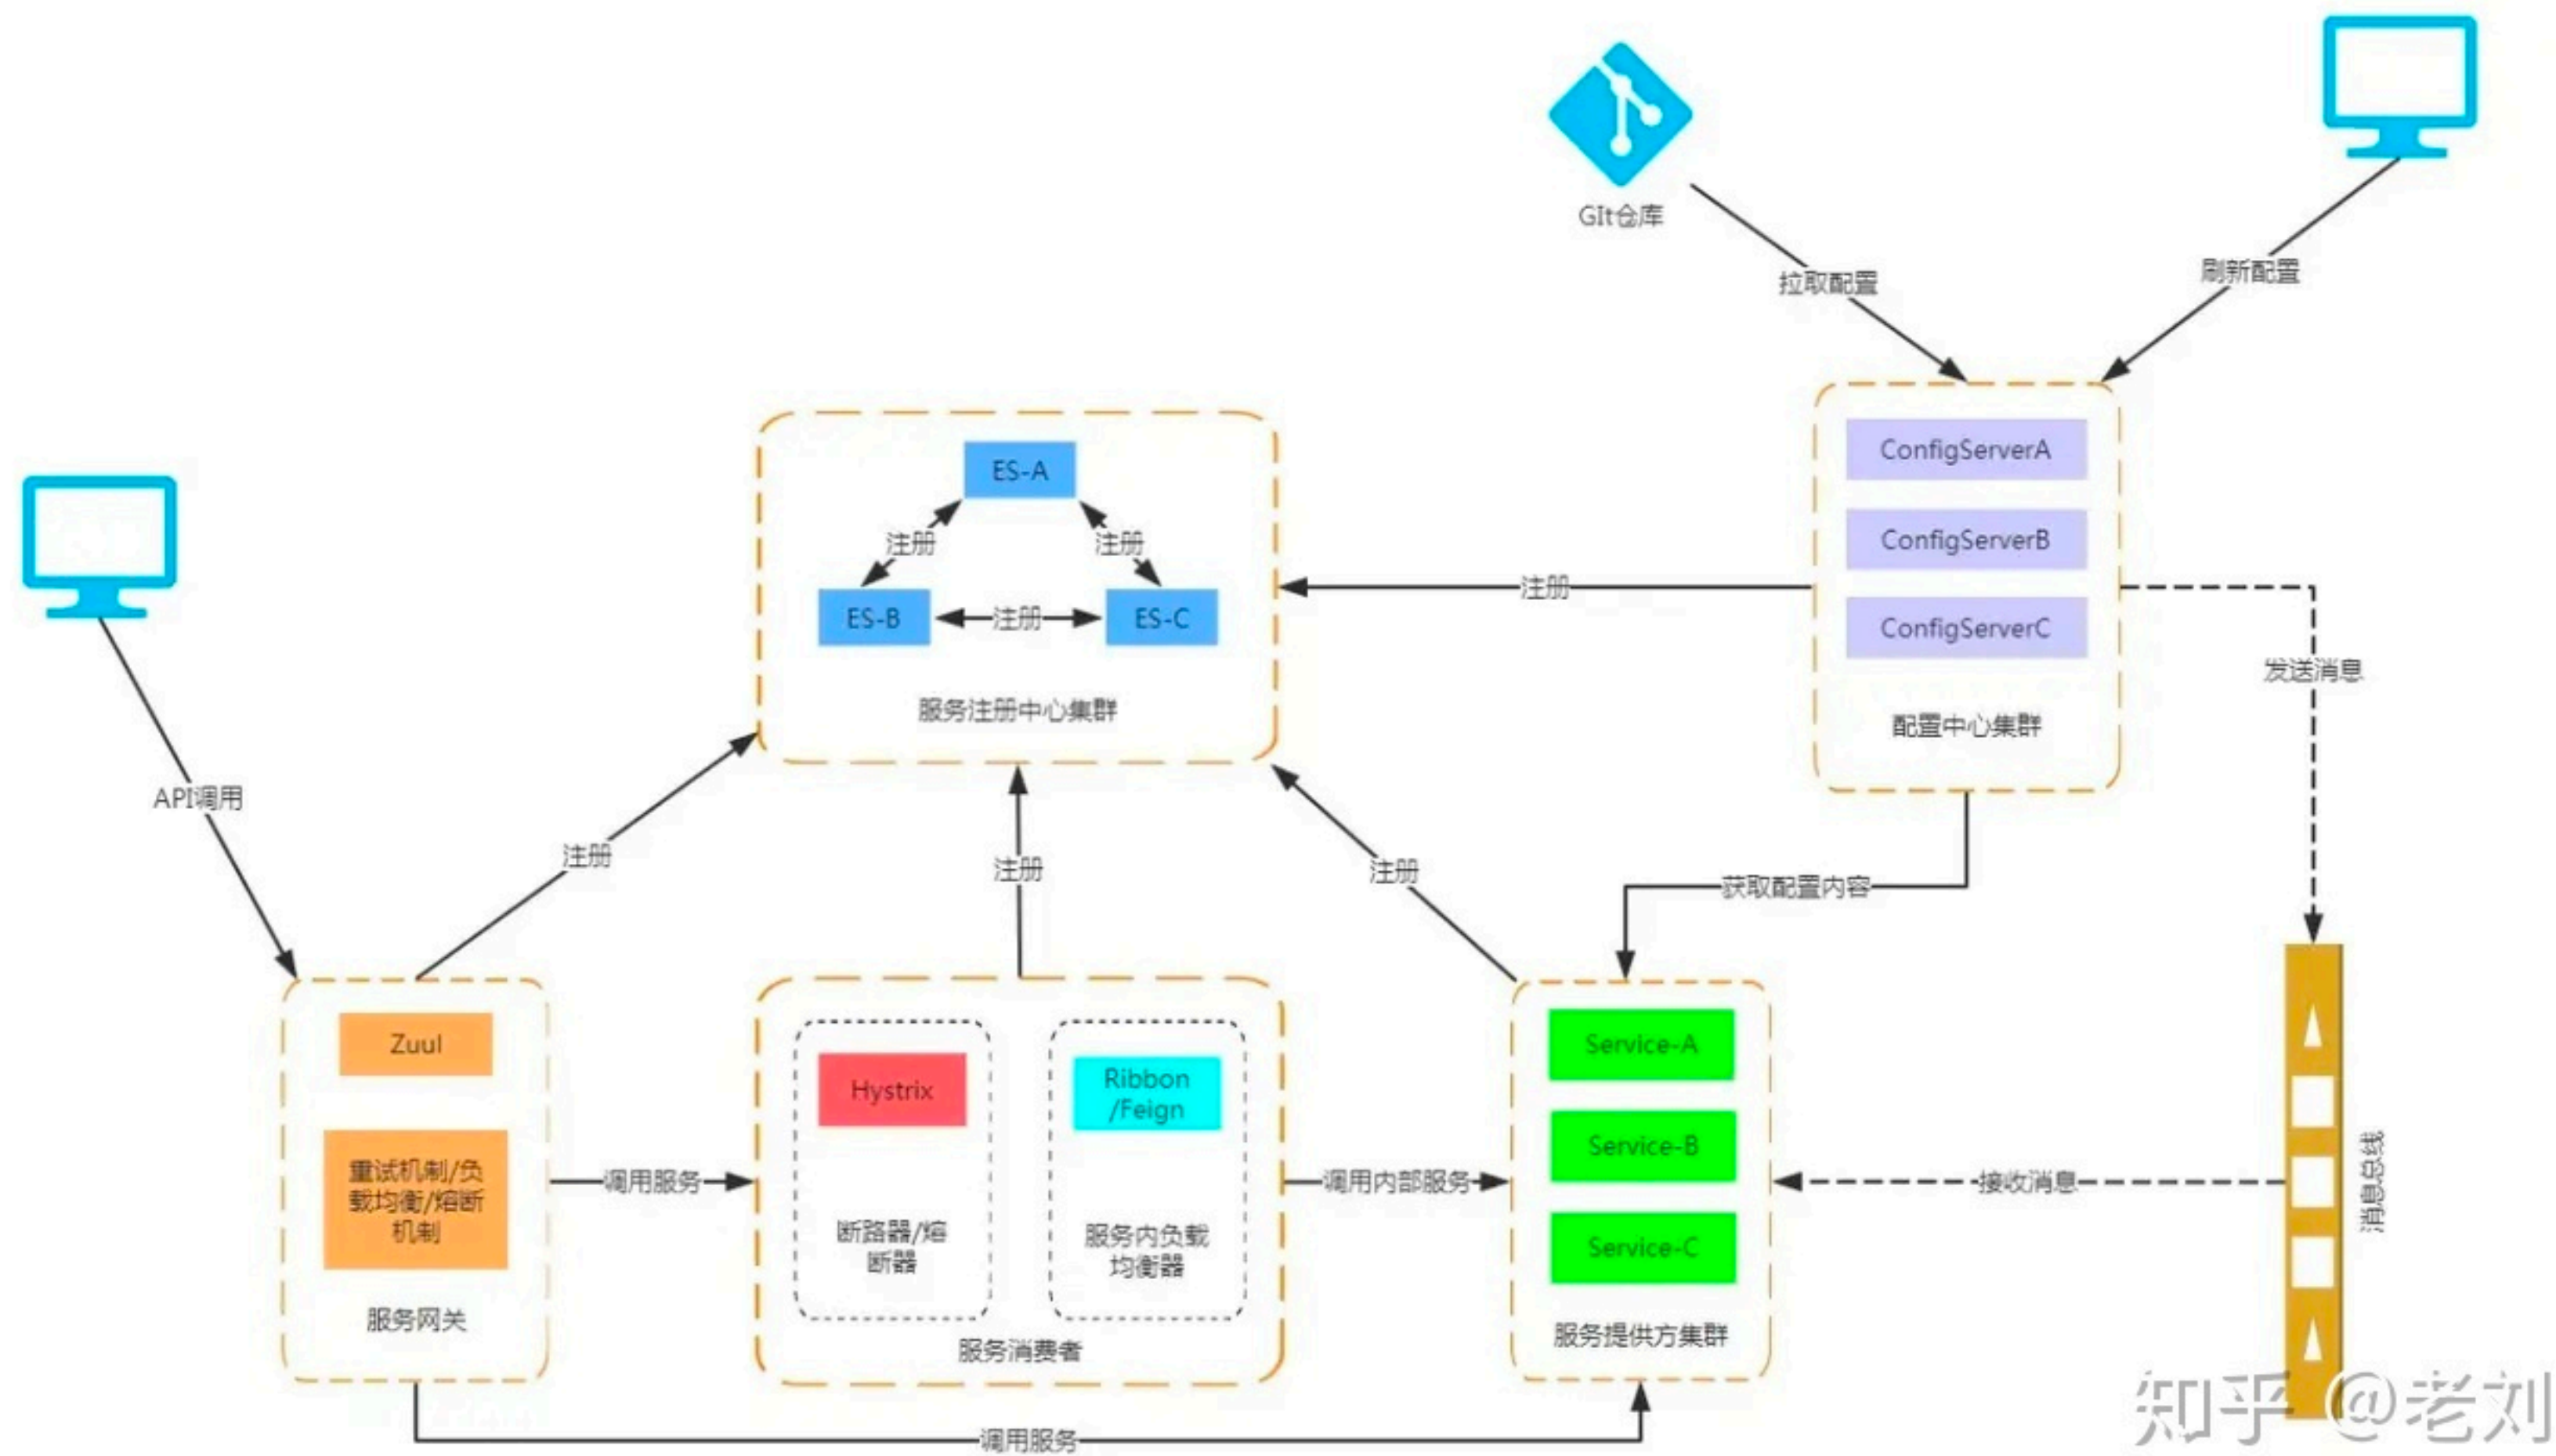 GIt仓库
拉取配置
刷新配置
ConfigServerA
ConfigServerB
ConfigServerC
配置中心集群
ES-A
注册
注册
ES-B
注册
ES-C
服务注册中心集群
注册
发送消息
API调用
注册
注册
注册
获取配置内容
Zuul
重试机制/负
载均衡/熔断
机制
服务网关
调用服务
Hystrix
断路器/熔
断器
Ribbon
/Feign
服务内负载
均衡器
服务消费者
调用内部服务
Service-A
Service-B
Service-C
服务提供方集群
接收消息
消息总线
调用服务
知乎 @老刘